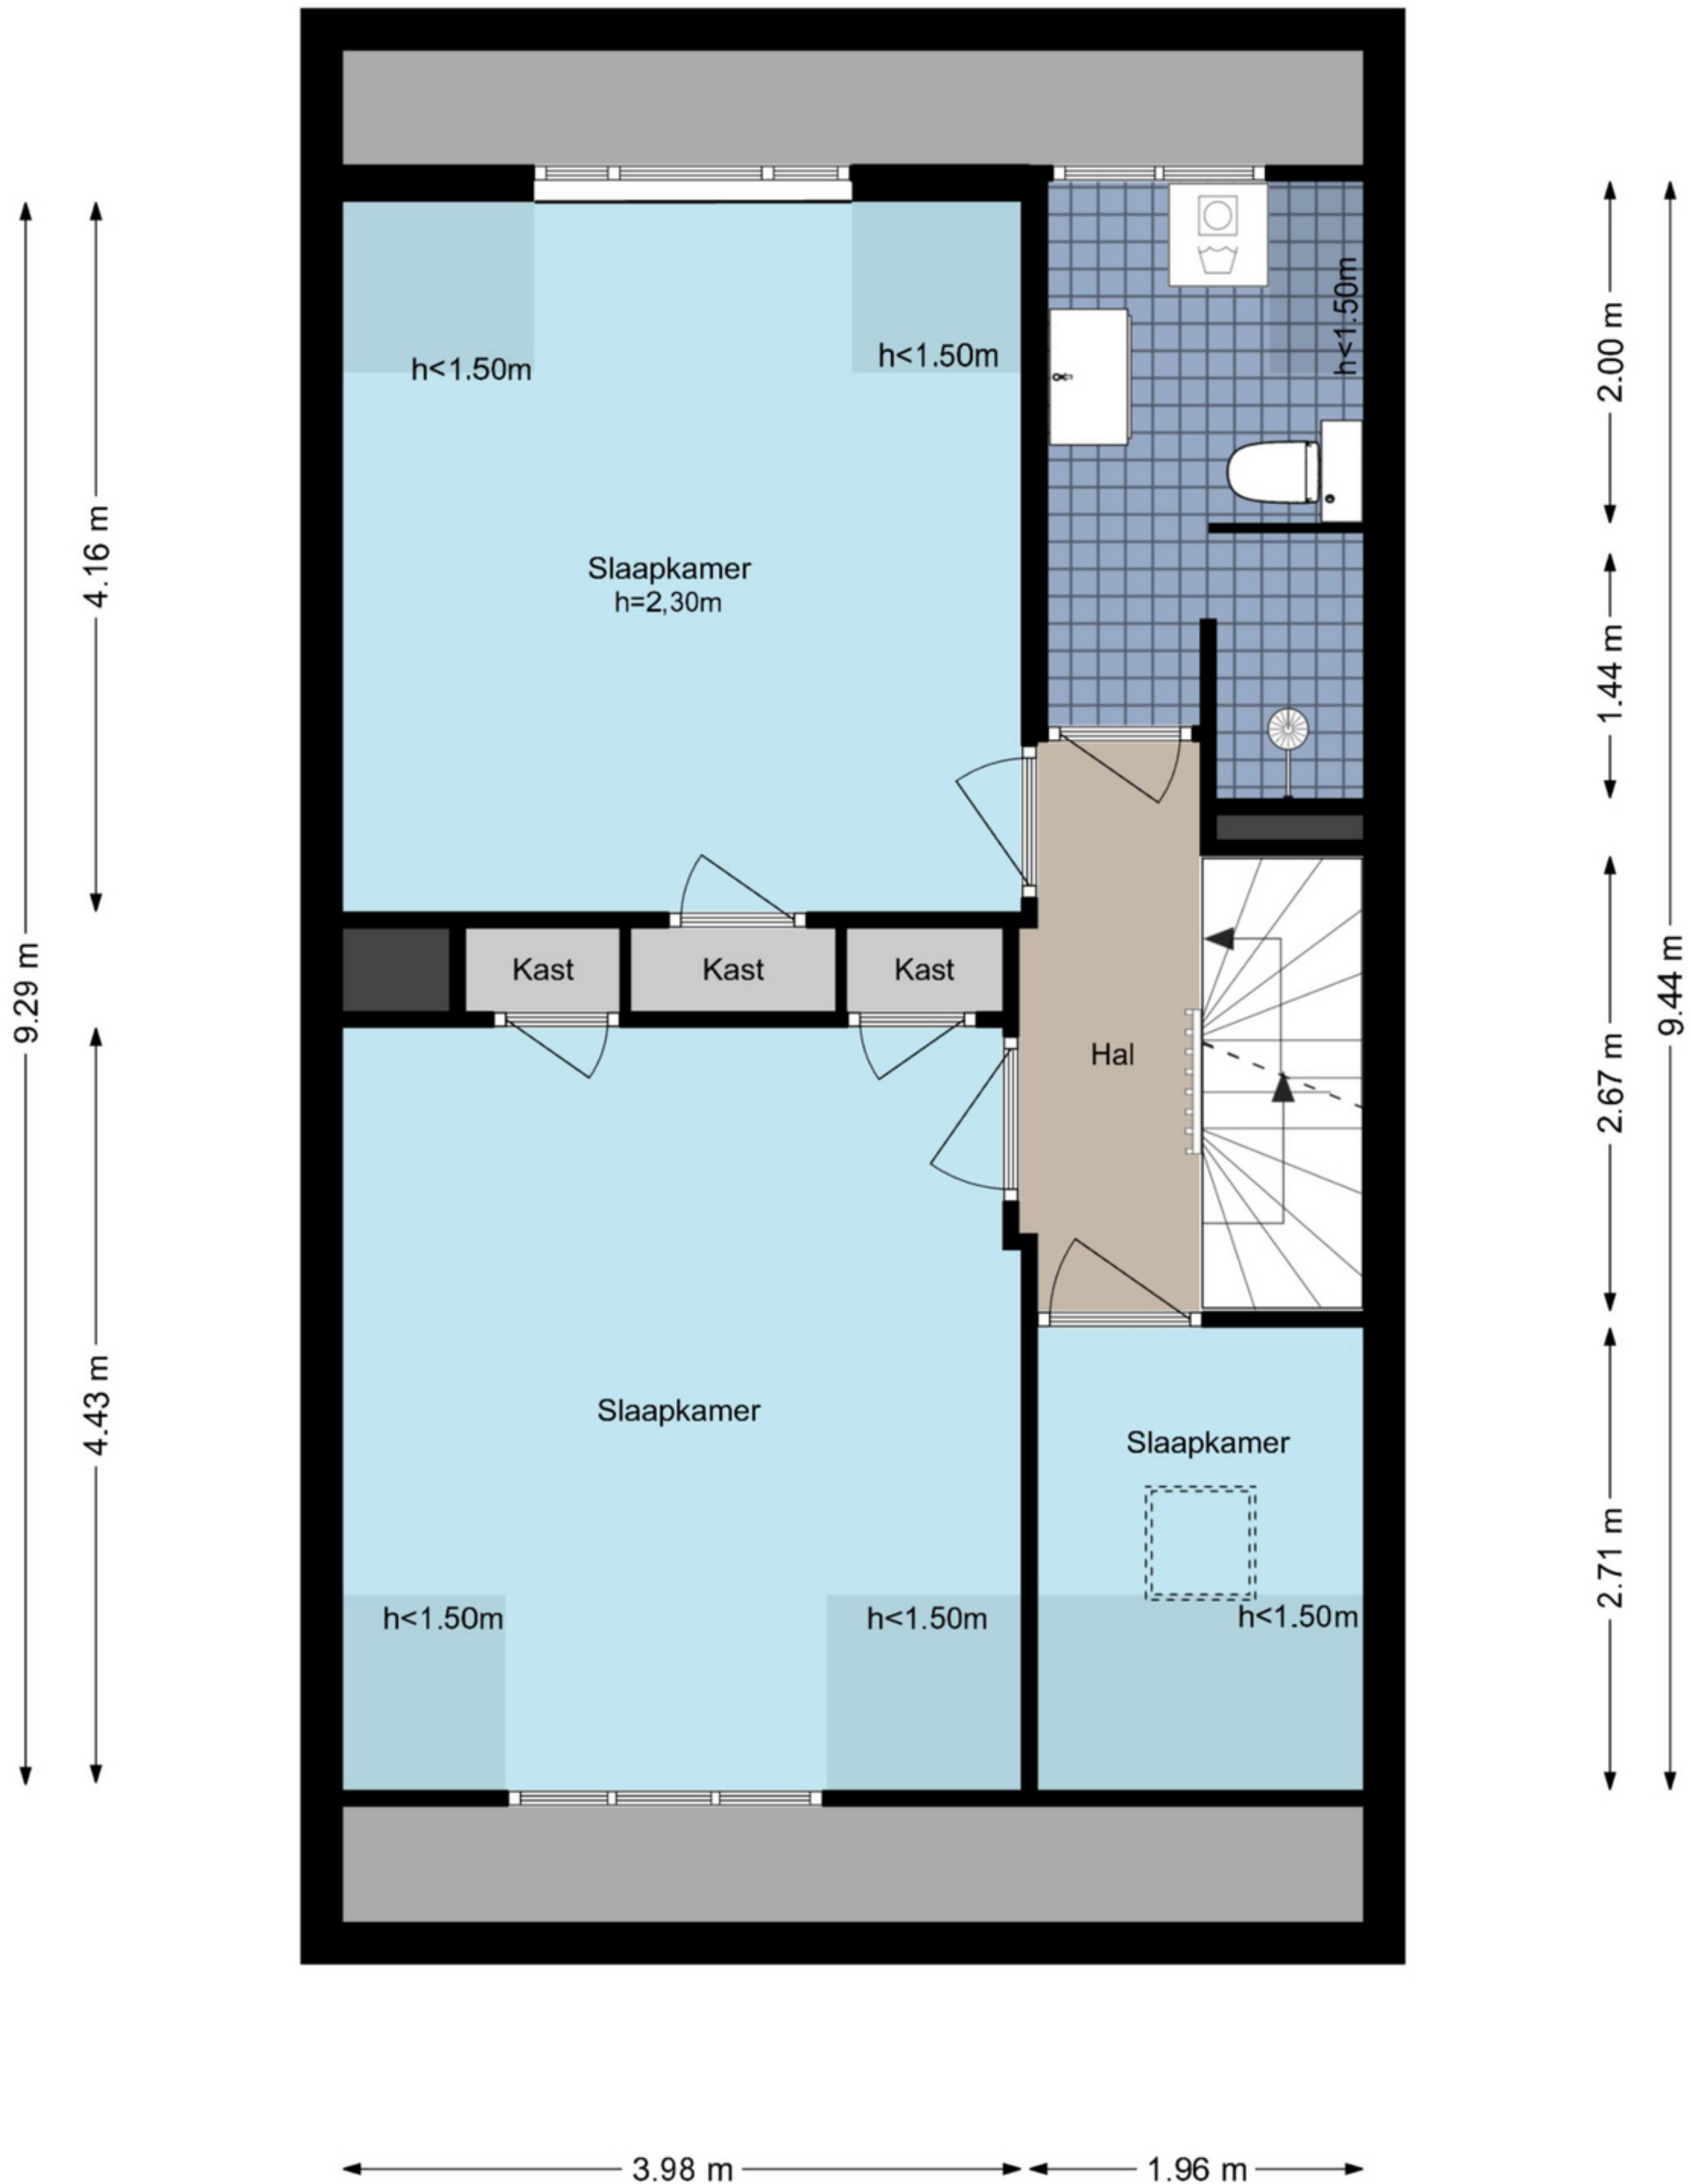 h<1.50m
h<1.50m
h<1.50m
2.00 m
4.16 m
Slaapkamer
h=2,30m
1.44 m
9.29 m
Kast
Kast
Kast
9.44 m
Hal
2.67 m
4.43 m
Slaapkamer
Slaapkamer
2.71 m
h<1.50m
h<1.50m
h<1.50m
3.98 m
1.96 m